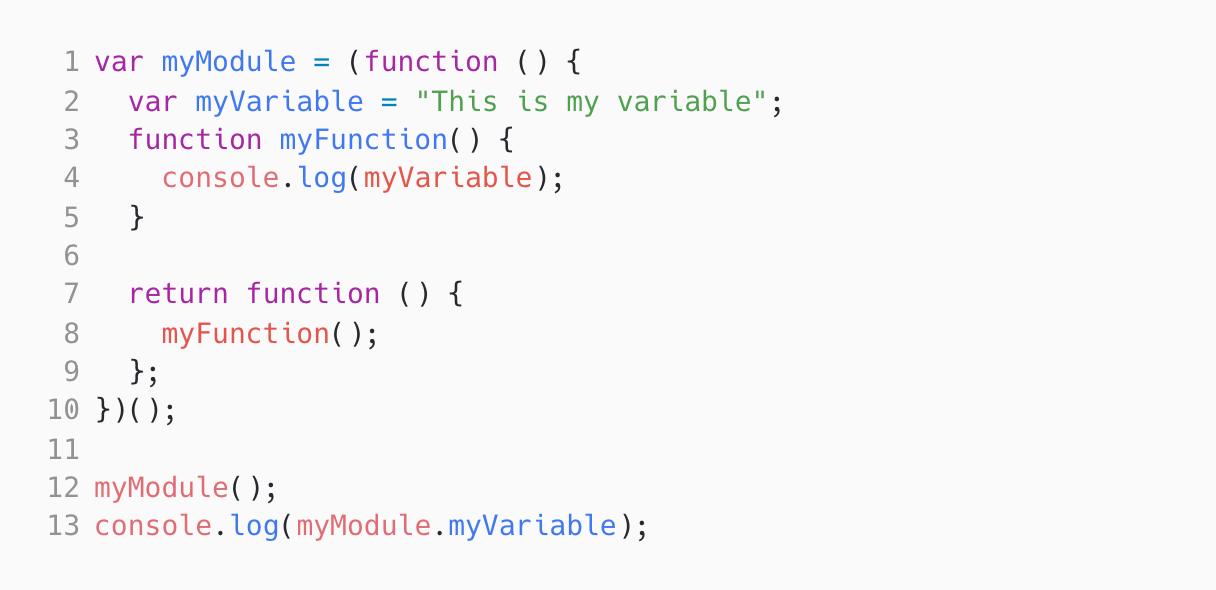 1 var myModule = (function () {
2   var myVariable = "This is my variable";
3   function myFunction() {
4     console.log(myVariable);
5   }
6
7   return function () {
8     myFunction();
9   };
10 })();
11
12 myModule();
13 console.log(myModule.myVariable);